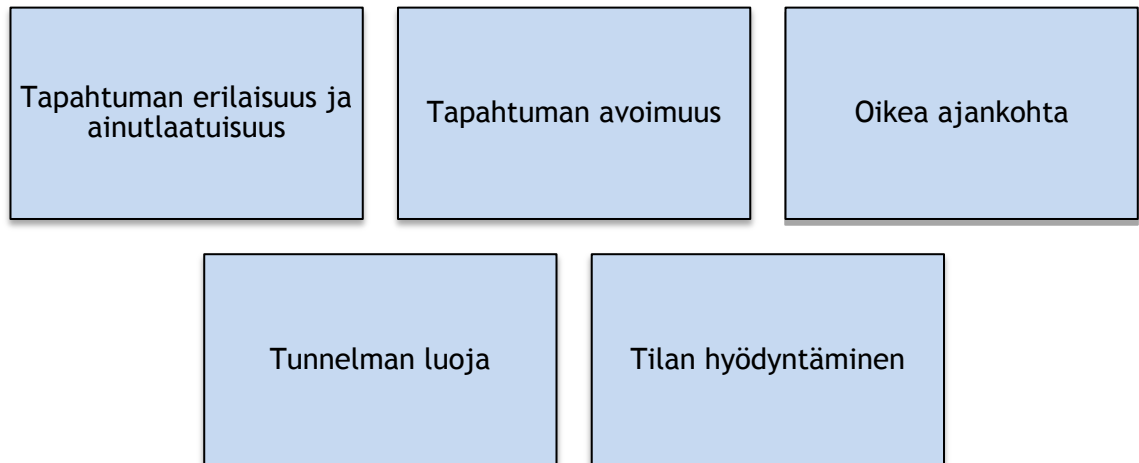 Tapahtuman erilaisuus ja
ainutlaatuisuus
Tapahtuman avoimuus
Oikea ajankohta
Tunnelman luoja
Tilan hyödyntäminen